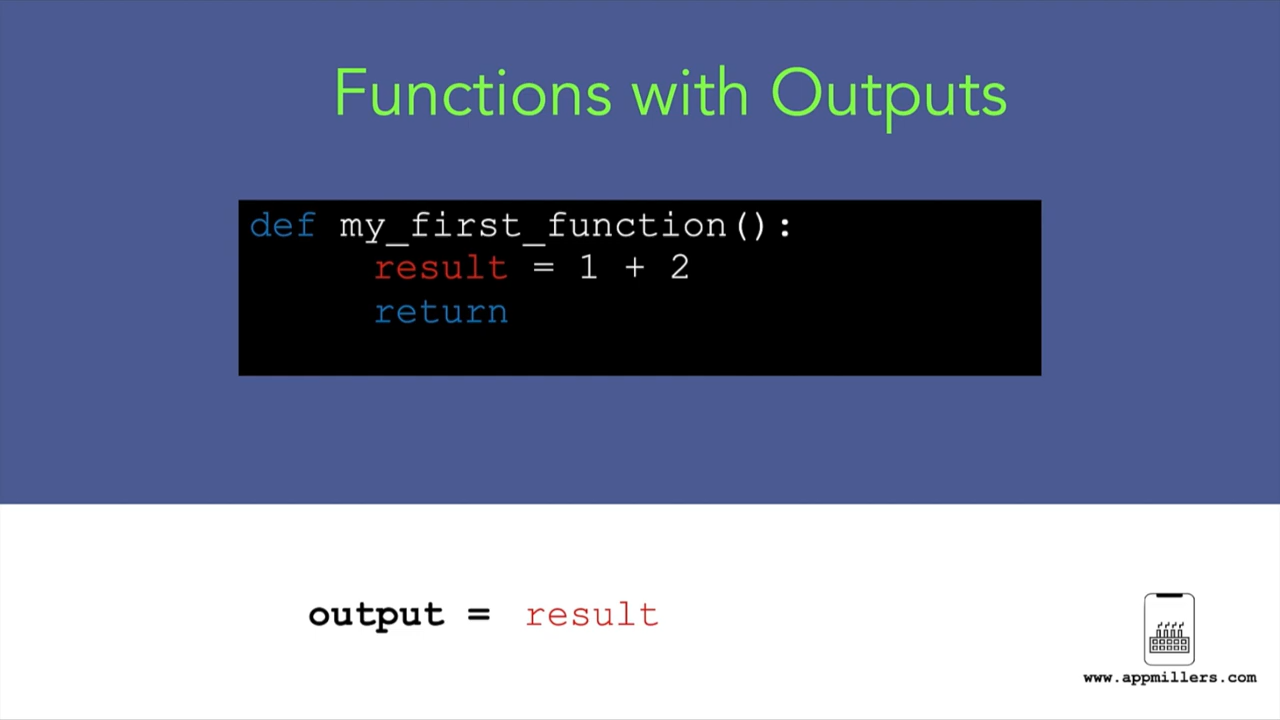 Functions with Outputs
def my_first_function():
result = 1 + 2
return
output = result
www.appmillers.com